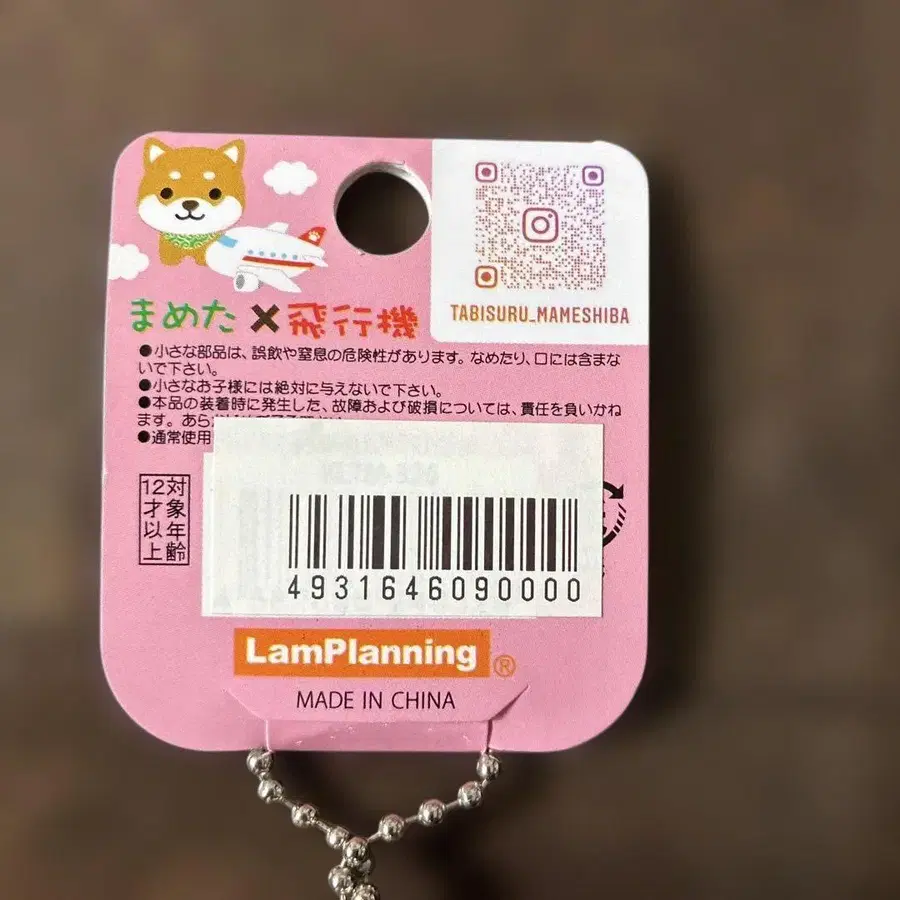 TABISURU_MAMESHIBA
まめた×飛行機
●小さな部品は、誤飲や窒息の危険性があります。なめたり、口には含まな
いで下さい。
●小さなお子様には絶対に与えないで下さい。
●本品の装着時に発生した、故障および破損については、責任を負いかね
ます。あら
●通常使用
対象年齢
12才以上
4931646090000
LamPlanning®
MADE IN CHINA